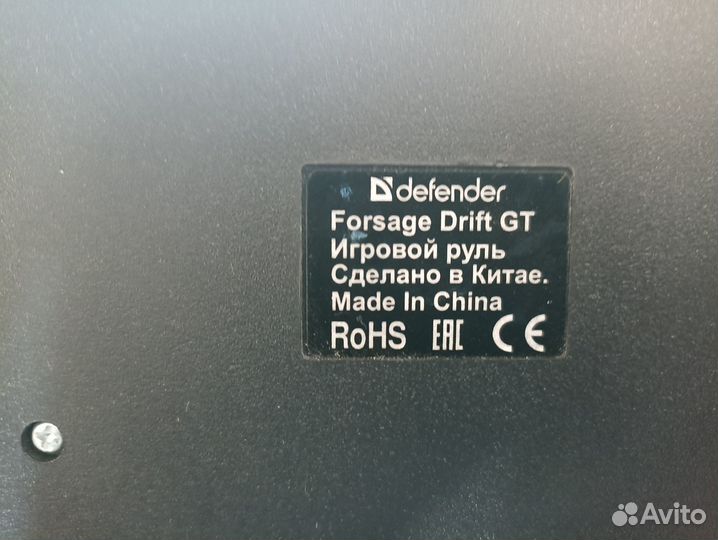 defender
Forsage Drift GT
Игровой руль
Сделано в Китае.
Made In China
RoHS EAC CE
Avito